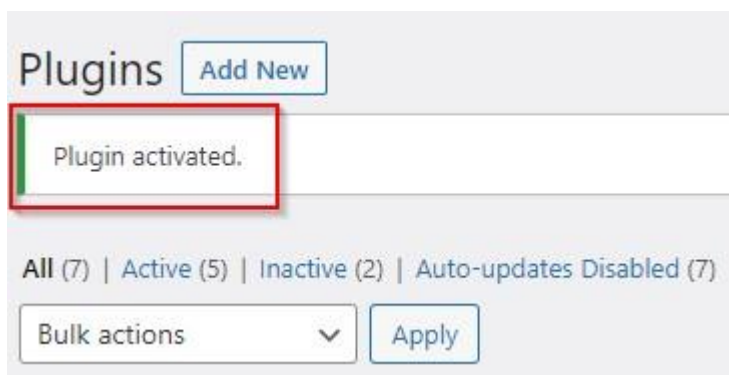 Plugins Add New
Plugin activated.
All (7) | Active (5) | Inactive (2) | Auto-updates Disabled (7)
Bulk actions Apply